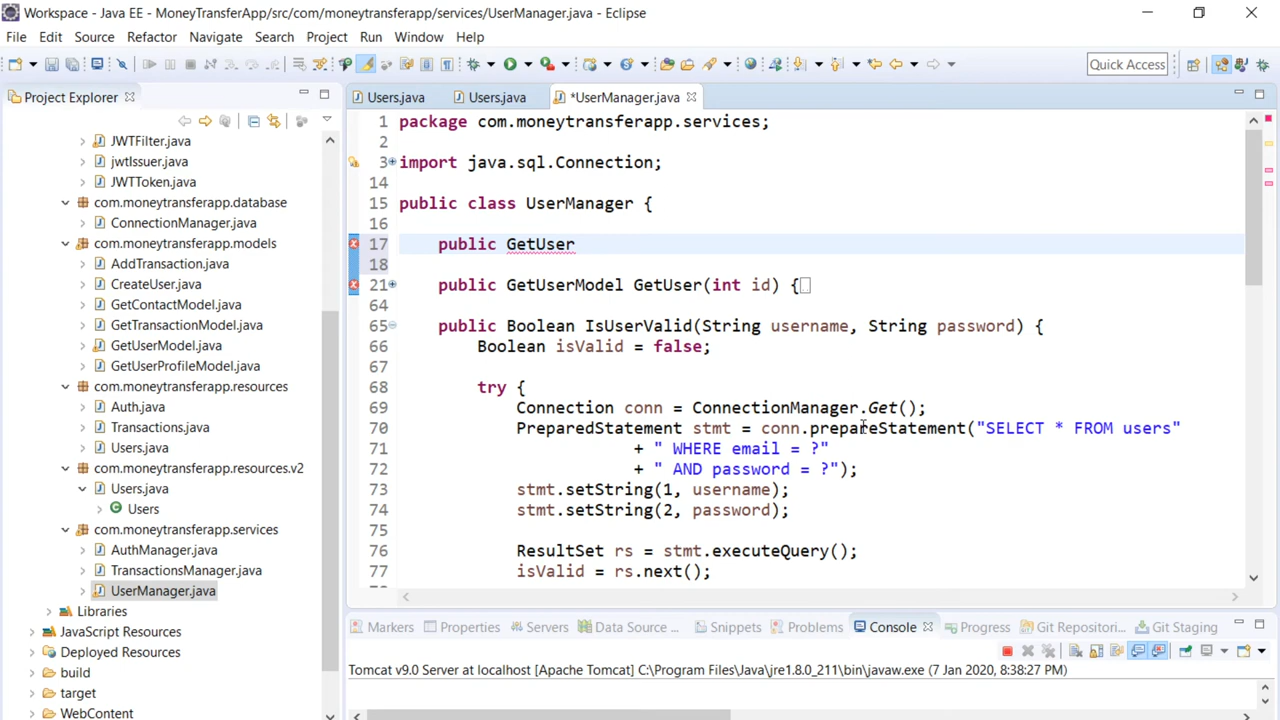 Workspace - Java EE - MoneyTransferApp/src/com/moneytransferapp/services/UserManager.java - Eclipse
File Edit Source Refactor Navigate Search Project Run Window Help
Quick Access
Project Explorer
JWTFilter.java
jwtIssuer.java
JWTToken.java
com.moneytransferapp.database
ConnectionManager.java
com.moneytransferapp.models
AddTransaction.java
CreateUser.java
GetContactModel.java
GetTransactionModel.java
GetUserModel.java
GetUserProfileModel.java
com.moneytransferapp.resources
Auth.java
Transactions.java
Users.java
com.moneytransferapp.resources.v2
Users.java
Users
com.moneytransferapp.services
AuthManager.java
TransactionsManager.java
UserManager.java
Libraries
JavaScript Resources
Deployed Resources
build
target
WebContent
Users.java Users.java *UserManager.java
1 package com.moneytransferapp.services;
2
3 import java.sql.Connection;
14
15 public class UserManager {
16
17 public GetUser
18
21 public GetUserModel GetUser(int id) {
64
65 public Boolean IsUserValid(String username, String password) {
66 Boolean isValid = false;
67
68 try {
69 Connection conn = ConnectionManager.Get();
70 PreparedStatement stmt = conn.prepareStatement("SELECT * FROM users"
71 + " WHERE email = ?"
72 + " AND password = ?");
73 stmt.setString(1, username);
74 stmt.setString(2, password);
75
76 ResultSet rs = stmt.executeQuery();
77 isValid = rs.next();
Markers Properties Servers Data Source ... Snippets Problems Console Progress Git Repositori... Git Staging
Tomcat v9.0 Server at localhost [Apache Tomcat] C:\Program Files\Java\jre1.8.0_211\bin\javaw.exe (7 Jan 2020, 8:38:27 PM)